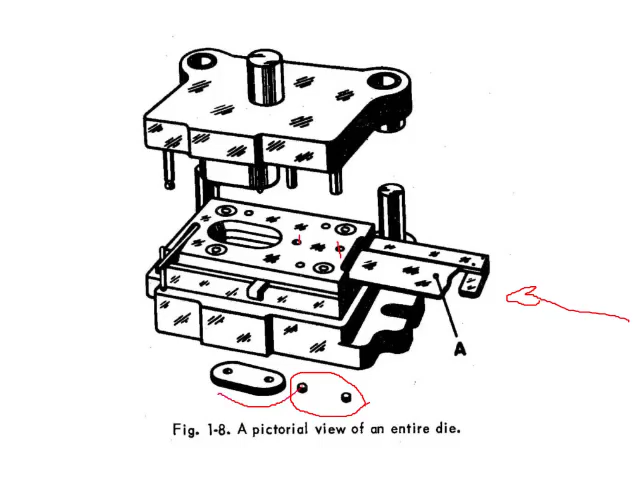 A
Fig. 1-8. A pictorial view of an entire die.